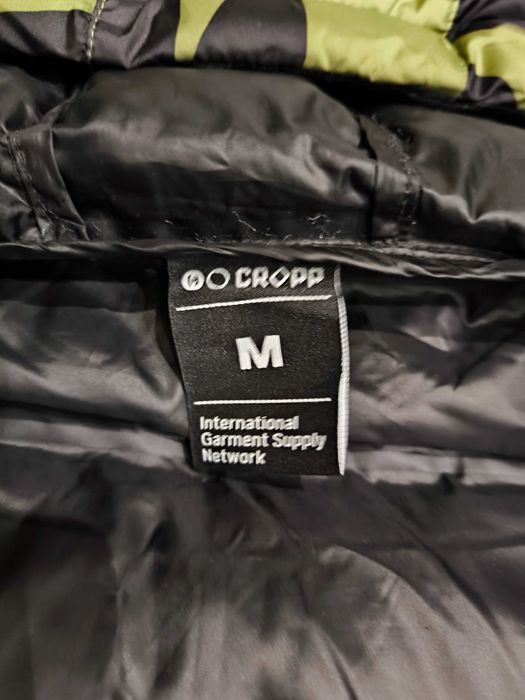 CROPP
M
International
Garment Supply
Network